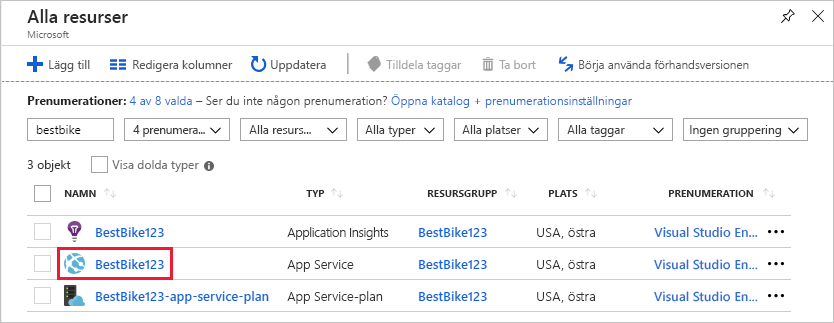 Alla resurser
Microsoft
Lägg till Redigera kolumner Uppdatera Tilldela taggar Ta bort Börja använda förhandsversionen
Prenumerationer: 4 av 8 valda – Ser du inte någon prenumeration? Öppna katalog + prenumerationsinställningar
bestbike 4 prenumera... Alla resurs... Alla typer Alla platser Alla taggar Ingen gruppering
3 objekt Visa dolda typer
NAMN TYP RESURSGRUPP PLATS PRENUMERATION
BestBike123 Application Insights BestBike123 USA, östra Visual Studio En...
BestBike123 App Service BestBike123 USA, östra Visual Studio En...
BestBike123-app-service-plan App Service-plan BestBike123 USA, östra Visual Studio En...